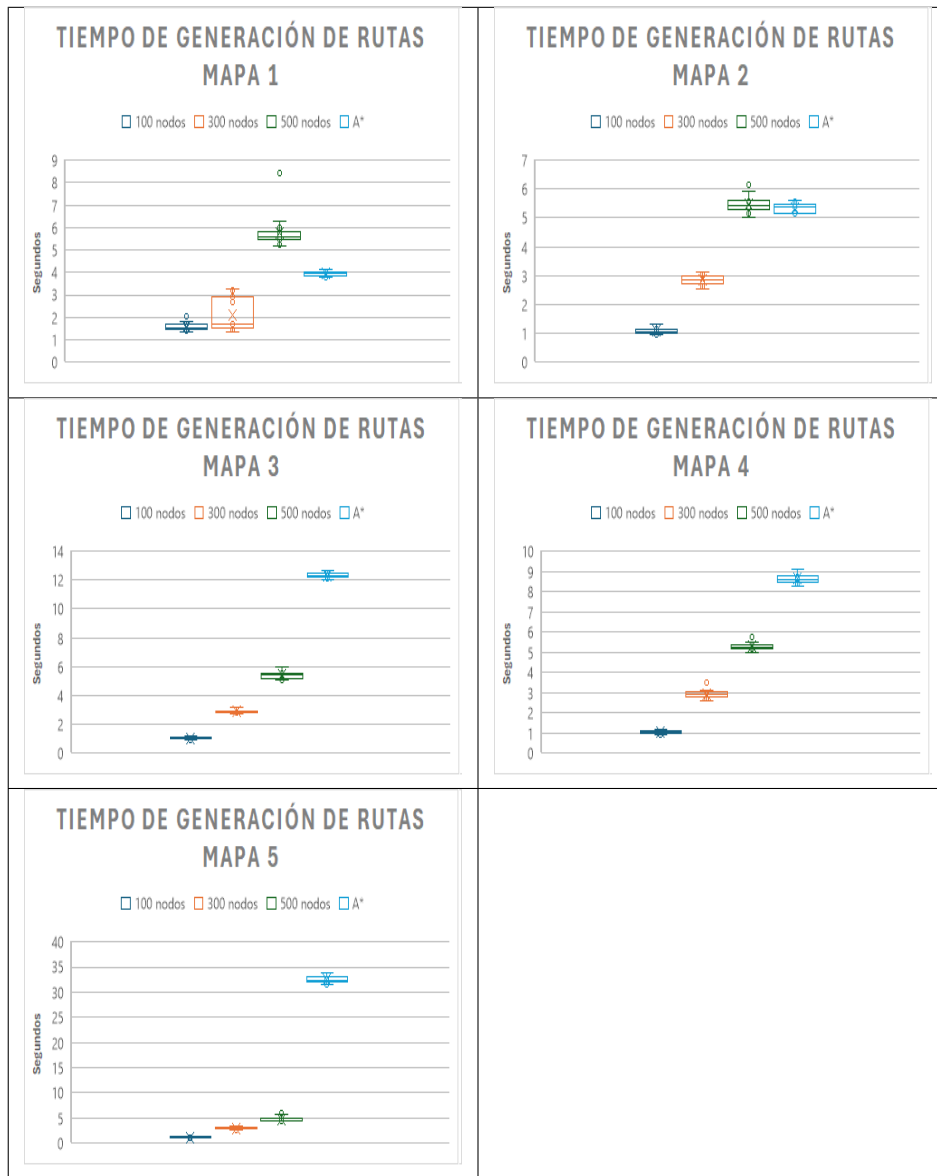 TIEMPO DE GENERACIÓN DE RUTAS
MAPA 1
100 nodos 300 nodos 500 nodos A*
9
8
7
6
5
4
3
2
1
0
Segundos
TIEMPO DE GENERACIÓN DE RUTAS
MAPA 2
100 nodos 300 nodos 500 nodos A*
7
6
5
4
3
2
1
0
Segundos
TIEMPO DE GENERACIÓN DE RUTAS
MAPA 3
100 nodos 300 nodos 500 nodos A*
14
12
10
8
6
4
2
0
Segundos
TIEMPO DE GENERACIÓN DE RUTAS
MAPA 4
100 nodos 300 nodos 500 nodos A*
10
9
8
7
6
5
4
3
2
1
0
Segundos
TIEMPO DE GENERACIÓN DE RUTAS
MAPA 5
100 nodos 300 nodos 500 nodos A*
40
35
30
25
20
15
10
5
0
Segundos